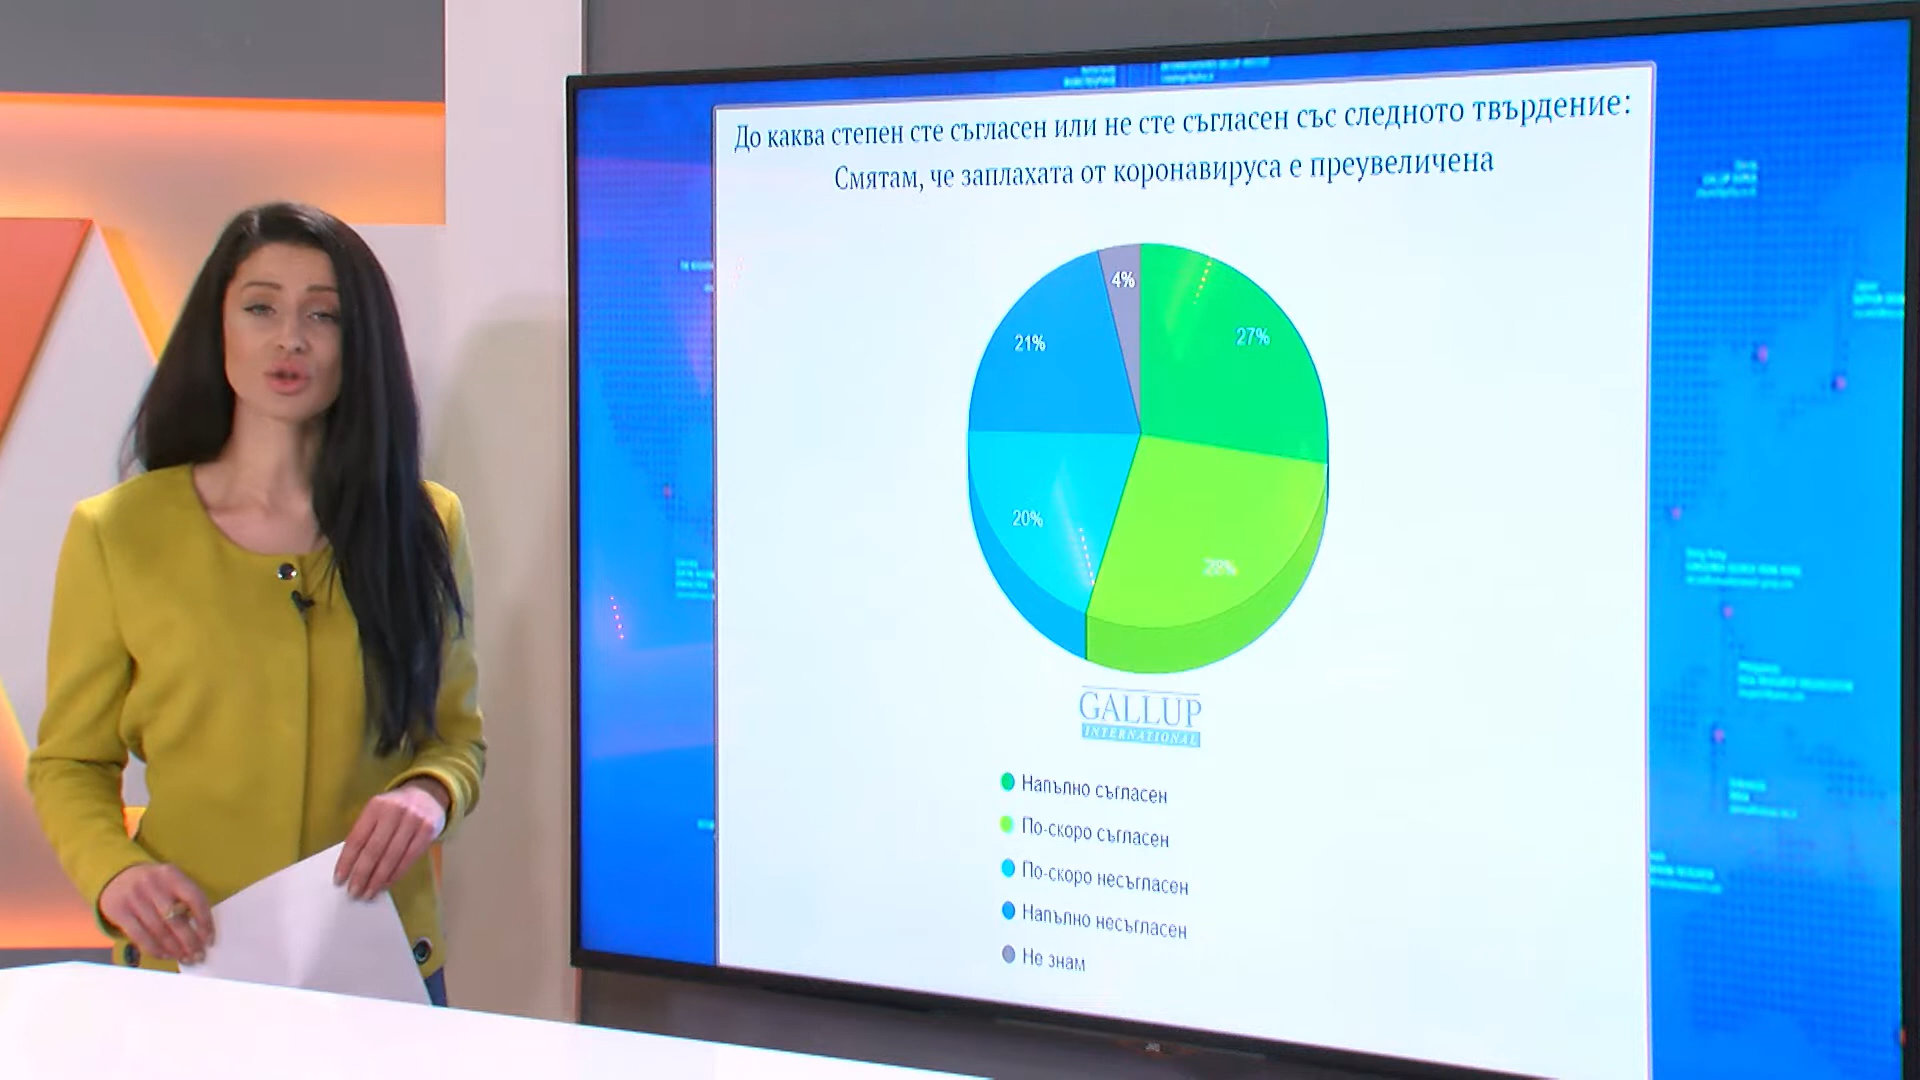 До каква степен сте съгласен или не сте съгласен със следното твърдение:
Смятам, че заплахата от коронавируса е преувеличена
4%
27%
21%
20%
28%
GALLUP
INTERNATIONAL
Напълно съгласен
По-скоро съгласен
По-скоро несъгласен
Напълно несъгласен
Не знам